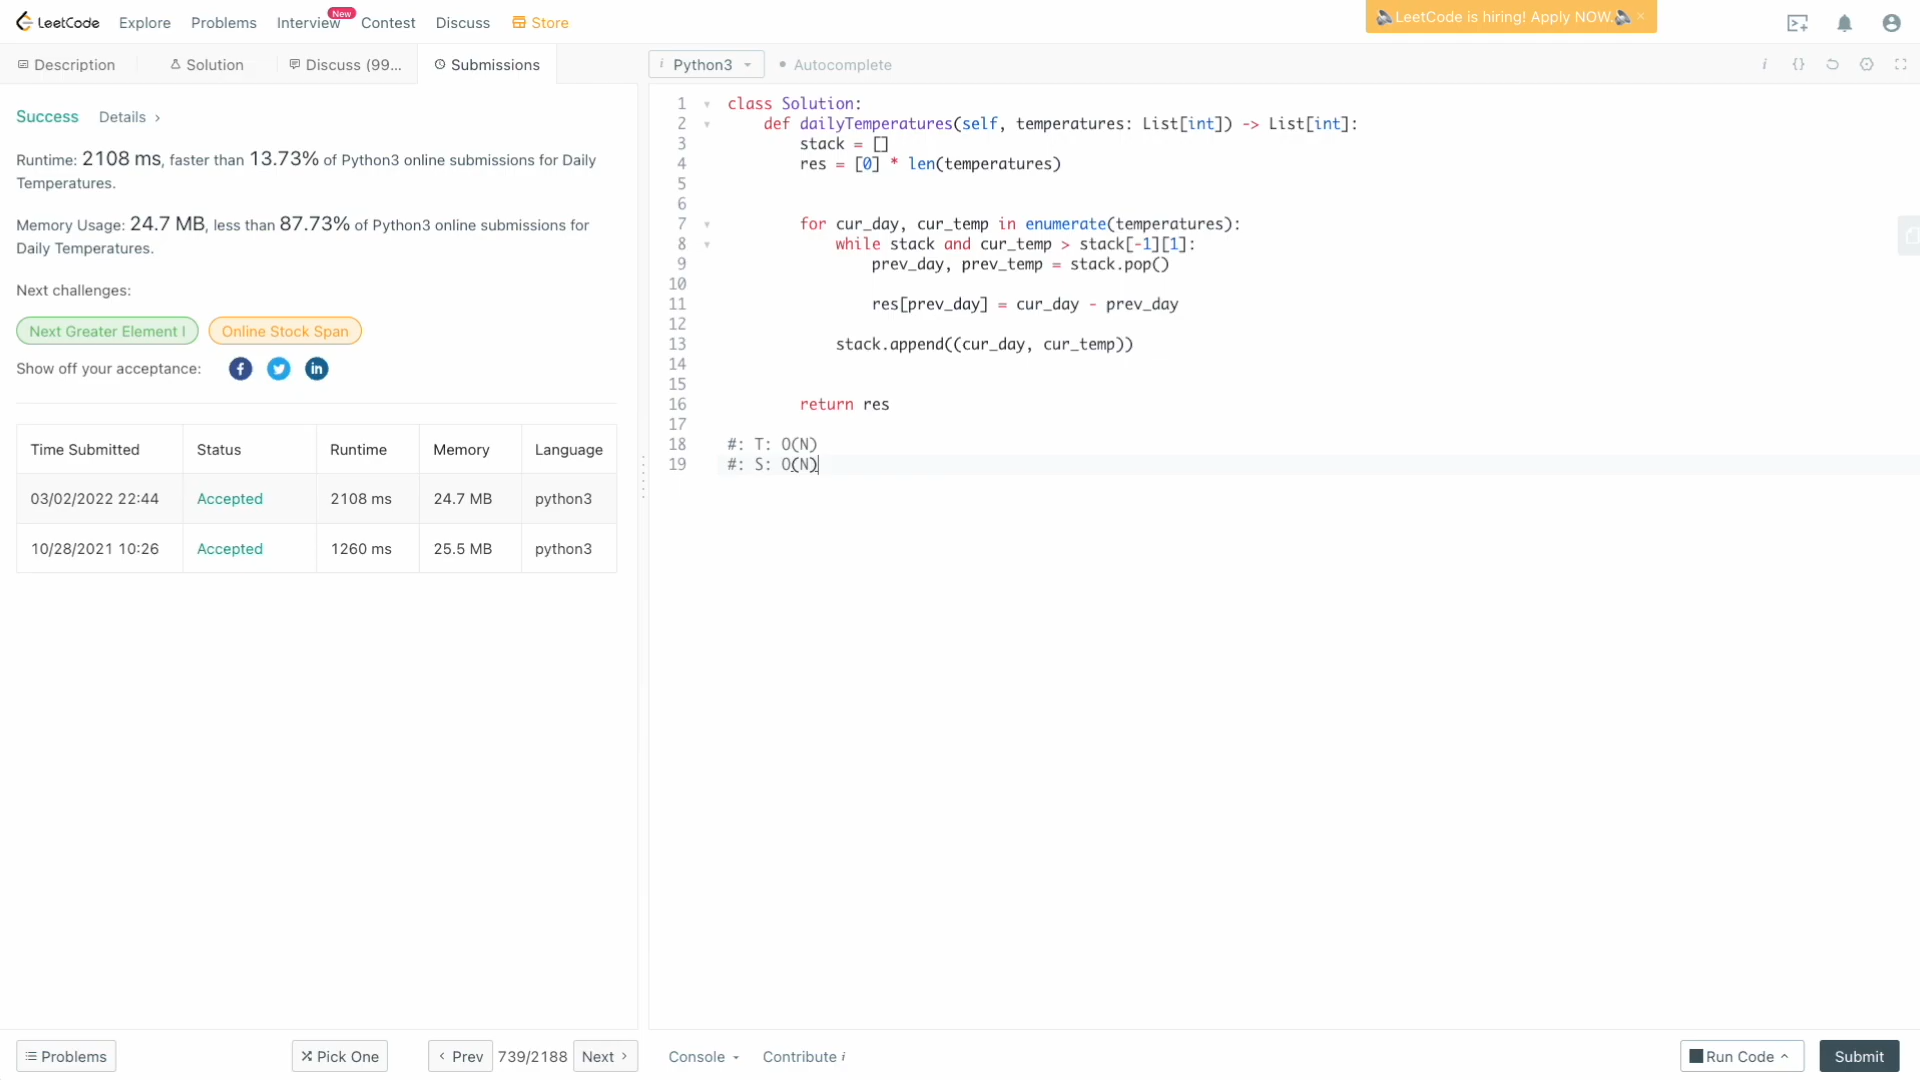 LeetCode Explore Problems Interview New Contest Discuss Store LeetCode is hiring! Apply NOW. ×
Description Solution Discuss (99... Submissions
Success Details >
Runtime: 2108 ms, faster than 13.73% of Python3 online submissions for Daily
Temperatures.
Memory Usage: 24.7 MB, less than 87.73% of Python3 online submissions for
Daily Temperatures.
Next challenges:
Next Greater Element I Online Stock Span
Show off your acceptance:
Time Submitted Status Runtime Memory Language
03/02/2022 22:44 Accepted 2108 ms 24.7 MB python3
10/28/2021 10:26 Accepted 1260 ms 25.5 MB python3
i Python3 Autocomplete i {}
1 class Solution:
2 def dailyTemperatures(self, temperatures: List[int]) -> List[int]:
3 stack = []
4 res = [0] * len(temperatures)
5
6
7 for cur_day, cur_temp in enumerate(temperatures):
8 while stack and cur_temp > stack[-1][1]:
9 prev_day, prev_temp = stack.pop()
10
11 res[prev_day] = cur_day - prev_day
12
13 stack.append((cur_day, cur_temp))
14
15
16 return res
17
18 #: T: O(N)
19 #: S: O(N)
Problems Pick One < Prev 739/2188 Next > Console Contribute i Run Code Submit